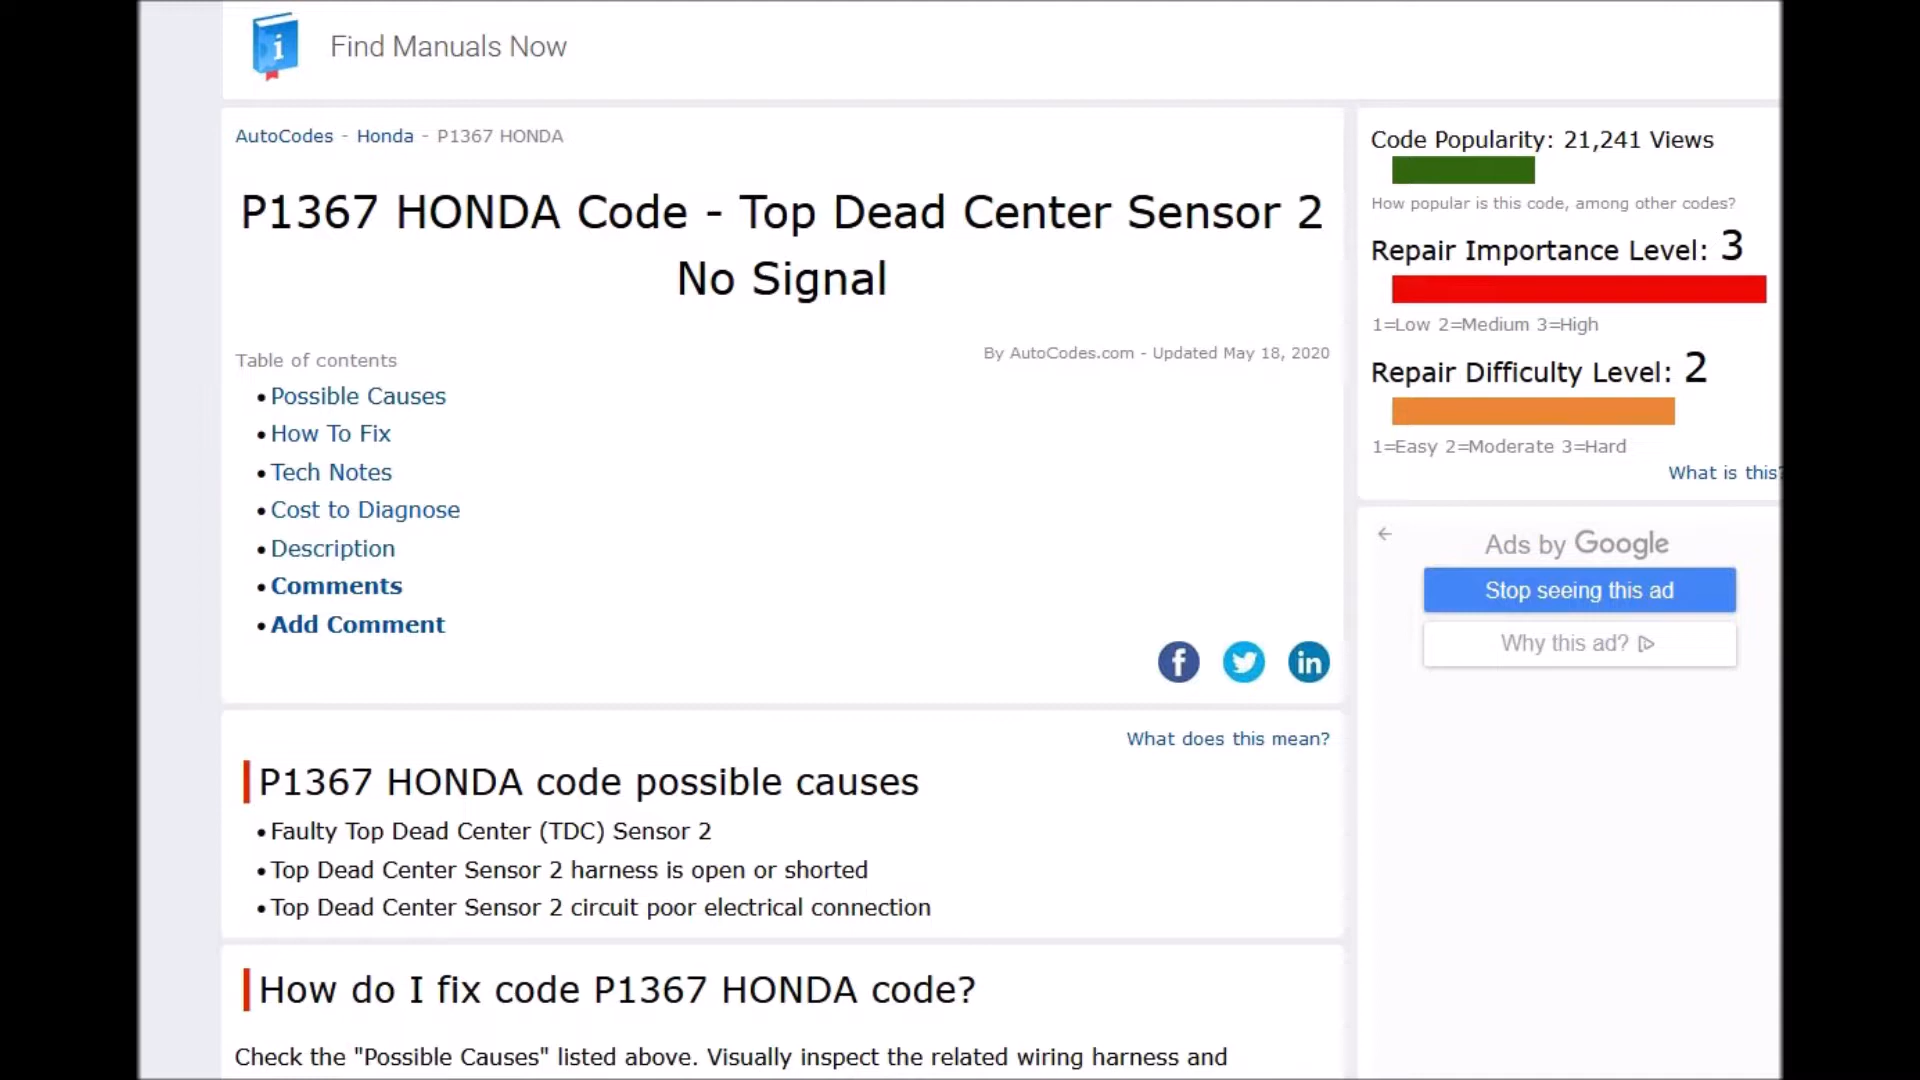 Find Manuals Now
AutoCodes - Honda - P1367 HONDA
P1367 HONDA Code - Top Dead Center Sensor 2
No Signal
By AutoCodes.com - Updated May 18, 2020
Table of contents
Possible Causes
How To Fix
Tech Notes
Cost to Diagnose
Description
Comments
Add Comment
f
in
What does this mean?
P1367 HONDA code possible causes
Faulty Top Dead Center (TDC) Sensor 2
Top Dead Center Sensor 2 harness is open or shorted
Top Dead Center Sensor 2 circuit poor electrical connection
How do I fix code P1367 HONDA code?
Check the "Possible Causes" listed above. Visually inspect the related wiring harness and
Code Popularity: 21,241 Views
How popular is this code, among other codes?
Repair Importance Level: 3
1=Low 2=Medium 3=High
Repair Difficulty Level: 2
1=Easy 2=Moderate 3=Hard
What is this?
Ads by Google
Stop seeing this ad
Why this ad?